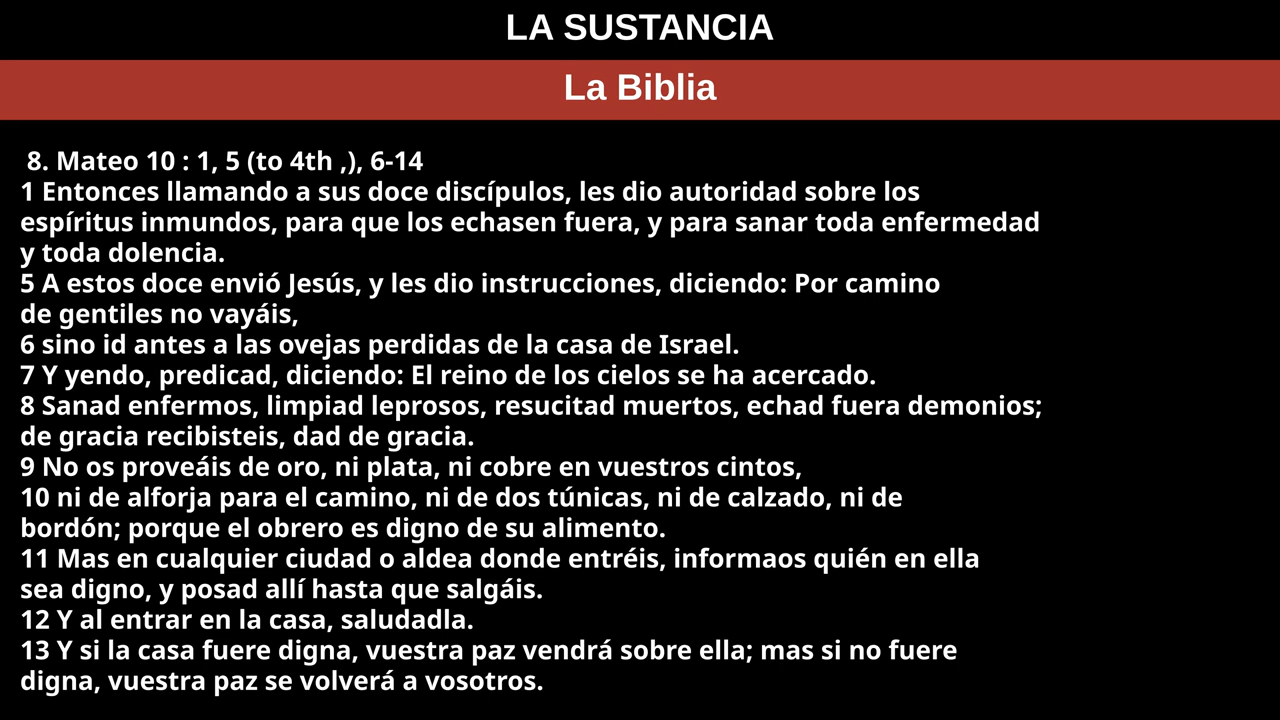 LA SUSTANCIA
La Biblia
8. Mateo 10 : 1, 5 (to 4th ,), 6-14
1 Entonces llamando a sus doce discípulos, les dio autoridad sobre los
espíritus inmundos, para que los echasen fuera, y para sanar toda enfermedad
y toda dolencia.
5 A estos doce envió Jesús, y les dio instrucciones, diciendo: Por camino
de gentiles no vayáis,
6 sino id antes a las ovejas perdidas de la casa de Israel.
7 Y yendo, predicad, diciendo: El reino de los cielos se ha acercado.
8 Sanad enfermos, limpiad leprosos, resucitad muertos, echad fuera demonios;
de gracia recibisteis, dad de gracia.
9 No os proveáis de oro, ni plata, ni cobre en vuestros cintos,
10 ni de alforja para el camino, ni de dos túnicas, ni de calzado, ni de
bordón; porque el obrero es digno de su alimento.
11 Mas en cualquier ciudad o aldea donde entréis, informaos quién en ella
sea digno, y posad allí hasta que salgáis.
12 Y al entrar en la casa, saludadla.
13 Y si la casa fuere digna, vuestra paz vendrá sobre ella; mas si no fuere
digna, vuestra paz se volverá a vosotros.